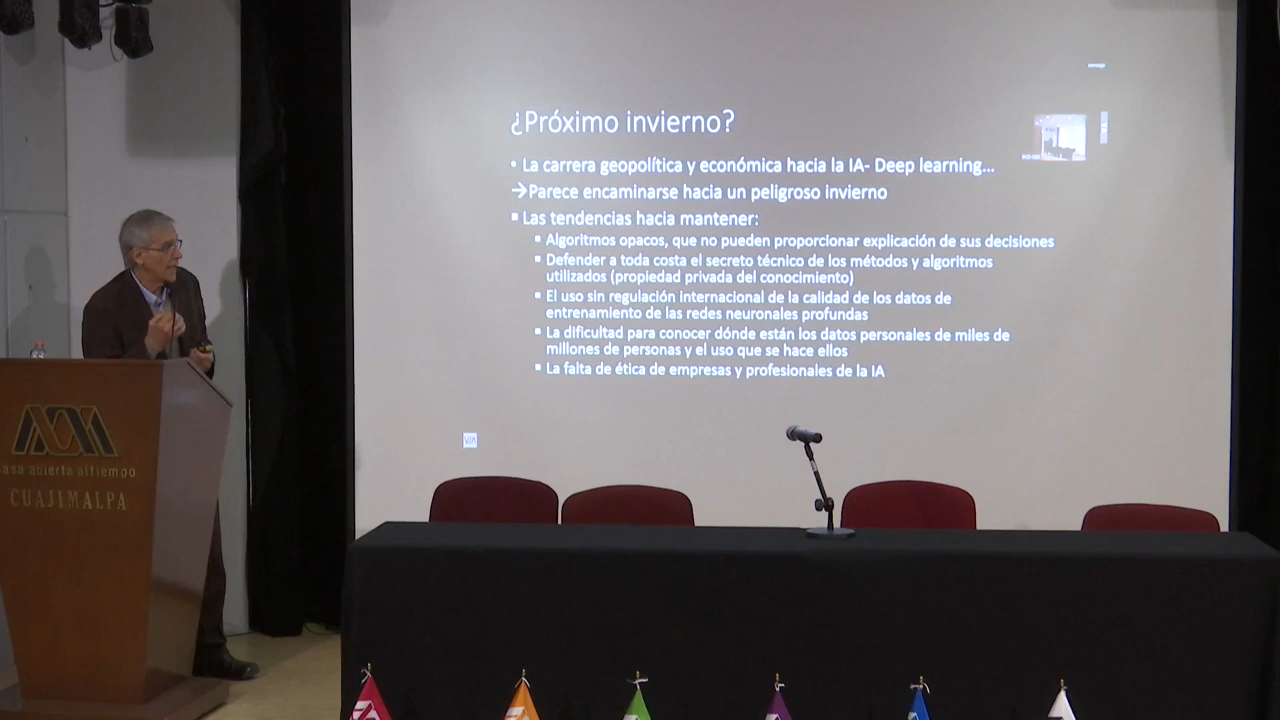 ¿Próximo invierno?
• La carrera geopolítica y económica hacia la IA- Deep learning...
→Parece encaminarse hacia un peligroso invierno
▪ Las tendencias hacia mantener:
▪ Algoritmos opacos, que no pueden proporcionar explicación de sus decisiones
▪ Defender a toda costa el secreto técnico de los métodos y algoritmos
utilizados (propiedad privada del conocimiento)
▪ El uso sin regulación internacional de la calidad de los datos de
entrenamiento de las redes neuronales profundas
▪ La dificultad para conocer dónde están los datos personales de miles de
millones de personas y el uso que se hace ellos
▪ La falta de ética de empresas y profesionales de la IA
casa abierta al tiempo
CUAJIMALPA